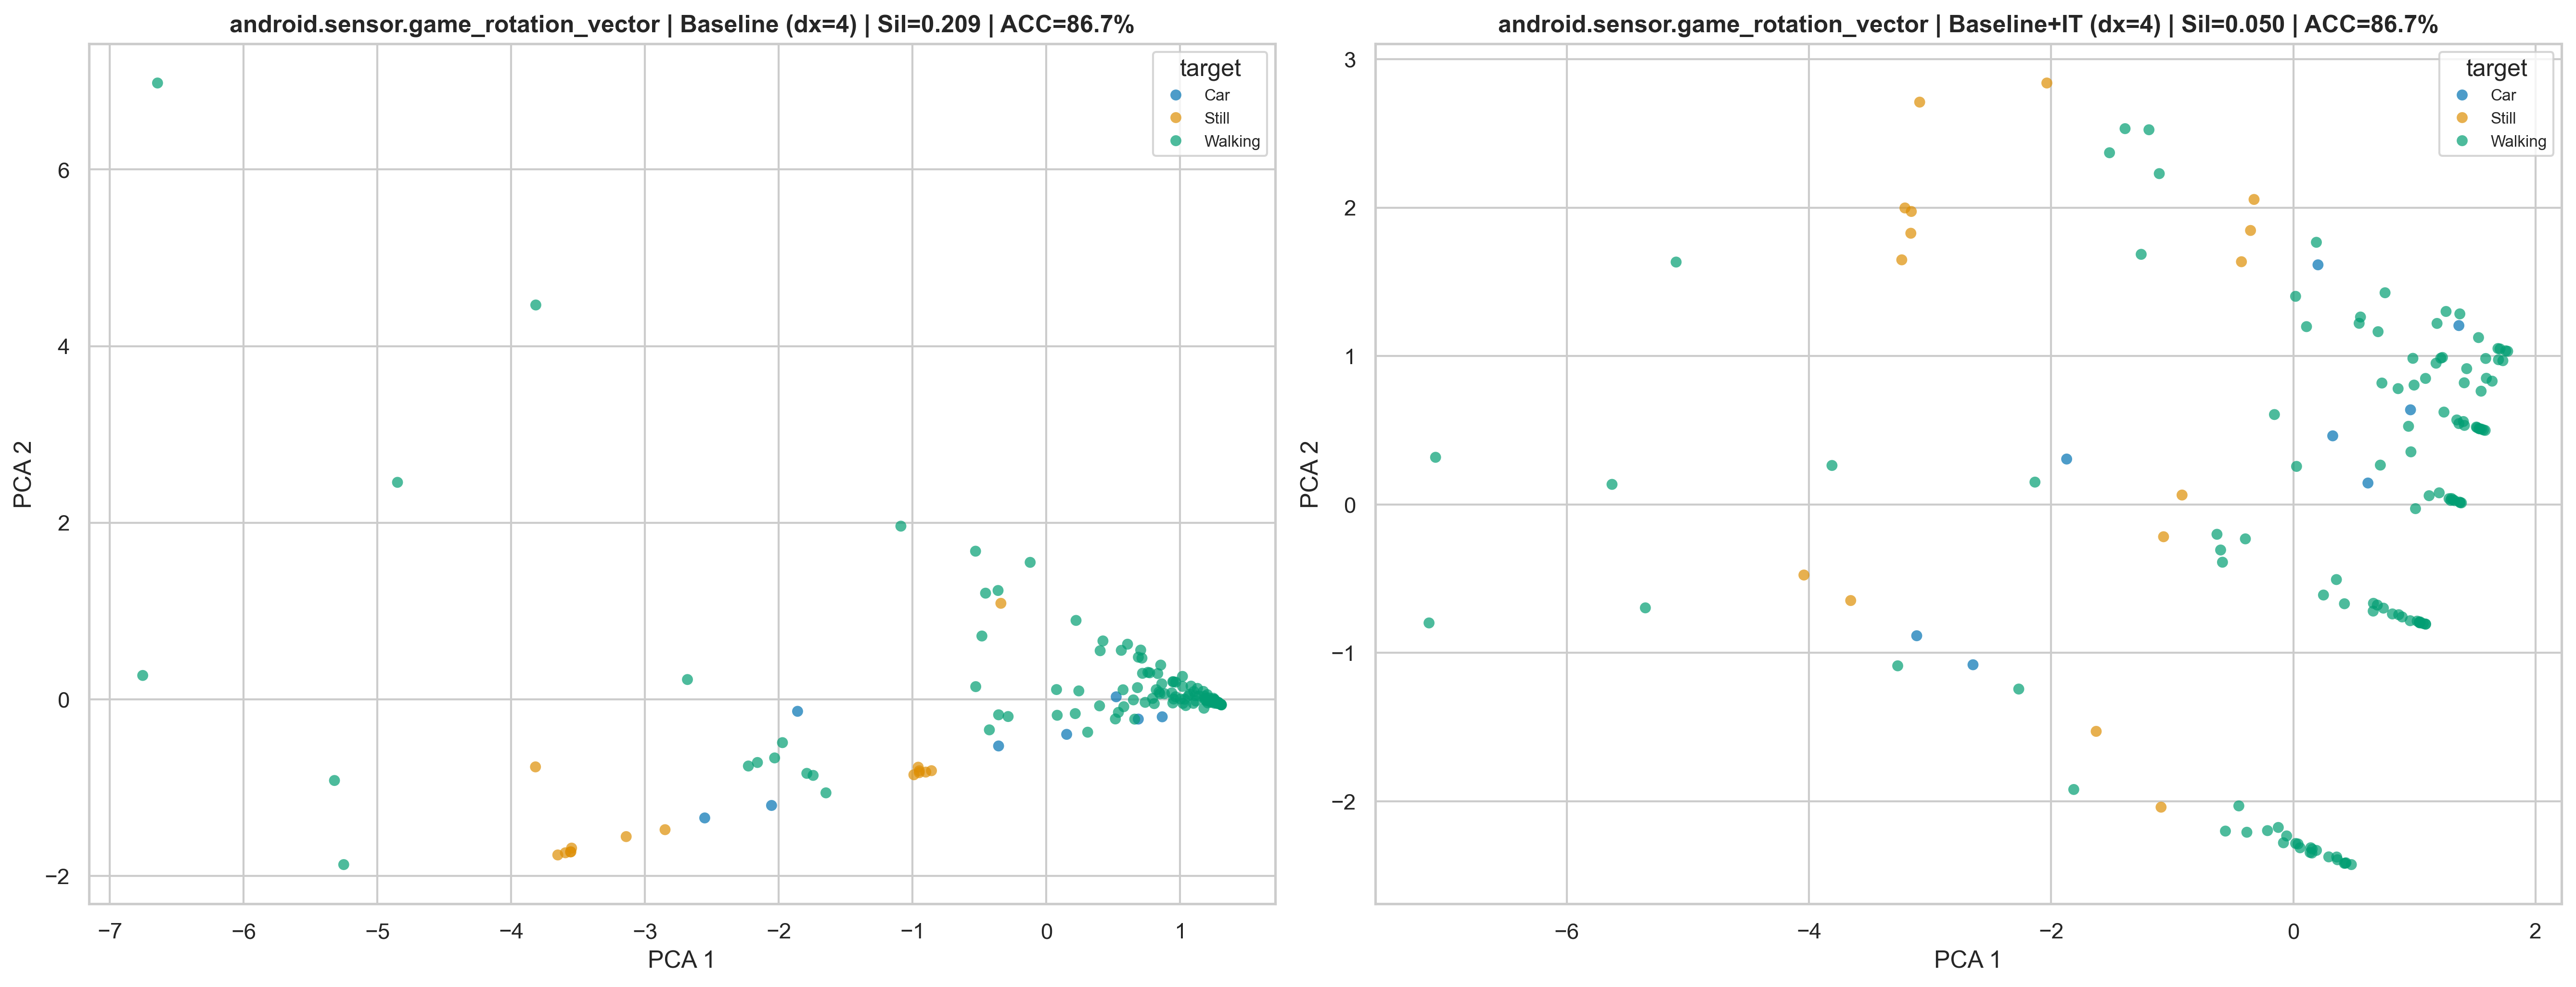 android.sensor.game_rotation_vector | Baseline (dx=4) | Sil=0.209 | ACC=86.7%
target
Car
Still
Walking
6
4
2
0
−2
PCA 2
−7 −6 −5 −4 −3 −2 −1 0 1
PCA 1
android.sensor.game_rotation_vector | Baseline+IT (dx=4) | Sil=0.050 | ACC=86.7%
target
Car
Still
Walking
3
2
1
0
−1
−2
PCA 2
−6 −4 −2 0 2
PCA 1